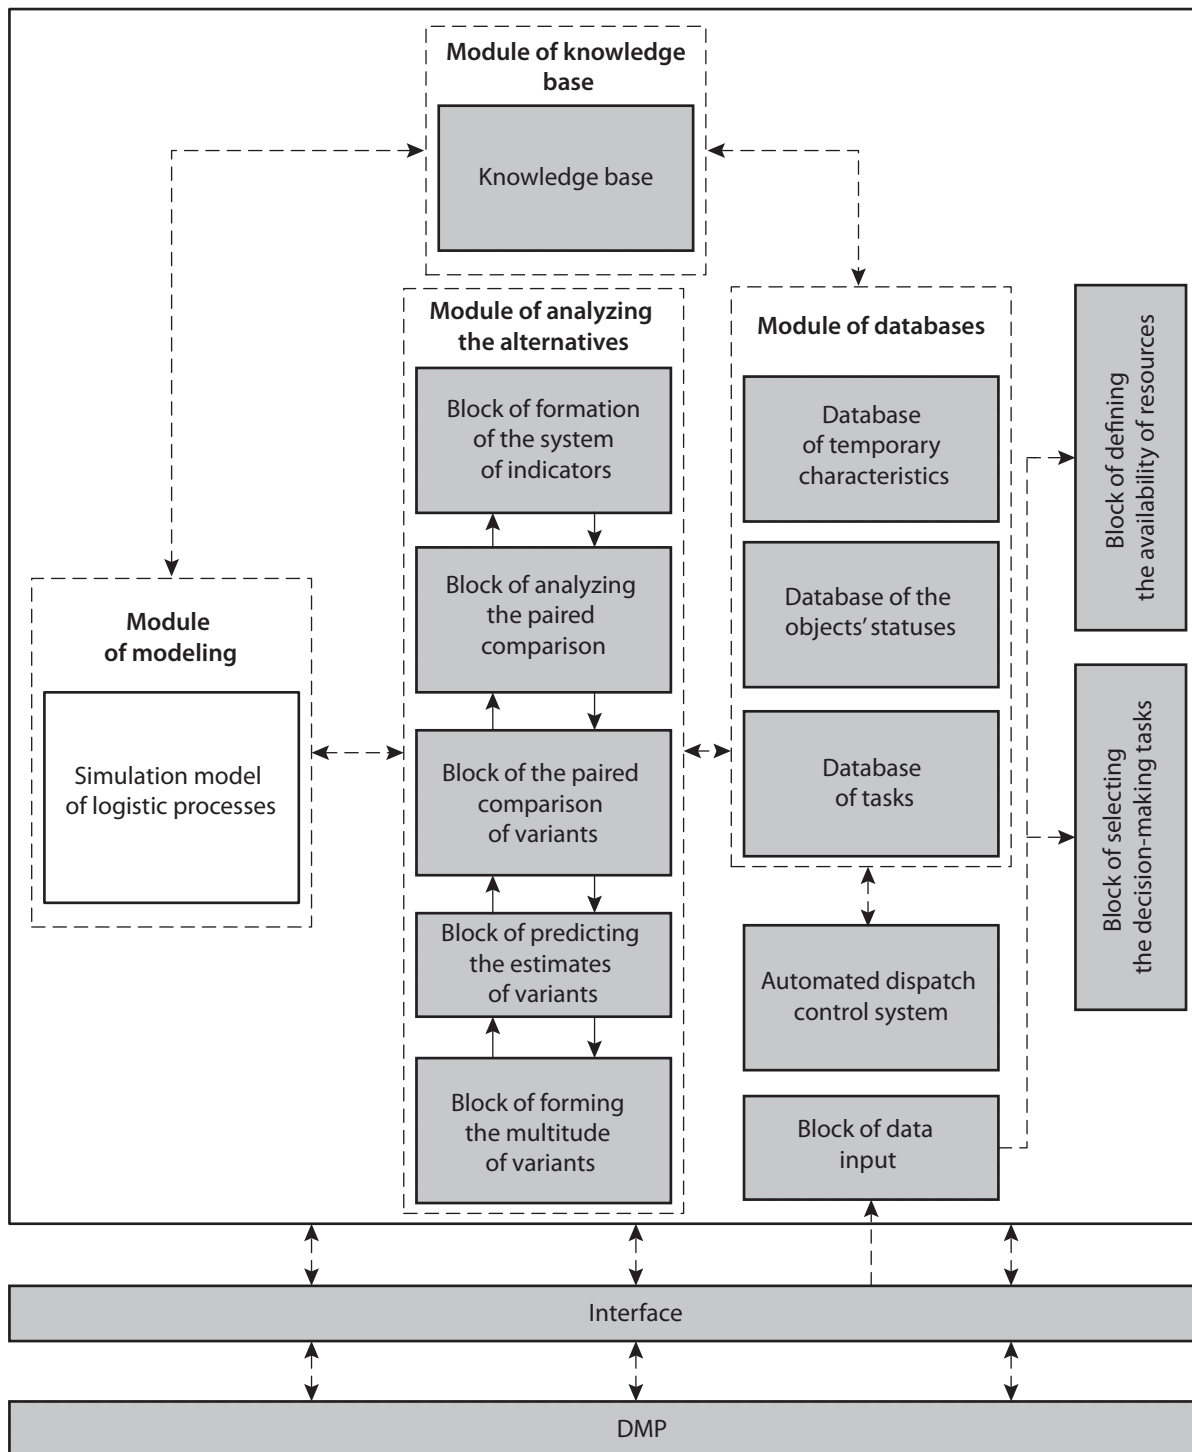 Module of knowledge
base
Knowledge base
Module of analyzing
the alternatives
Block of formation
of the system
of indicators
Block of analyzing
the paired
comparison
Block of the paired
comparison
of variants
Block of predicting
the estimates
of variants
Block of forming
the multitude
of variants
Module
of modeling
Simulation model
of logistic processes
Module of databases
Database
of temporary
characteristics
Database of the
objects’ statuses
Database
of tasks
Automated dispatch
control system
Block of data
input
Block of defining
the availability of resources
Block of selecting
the decision-making tasks
Interface
DMP